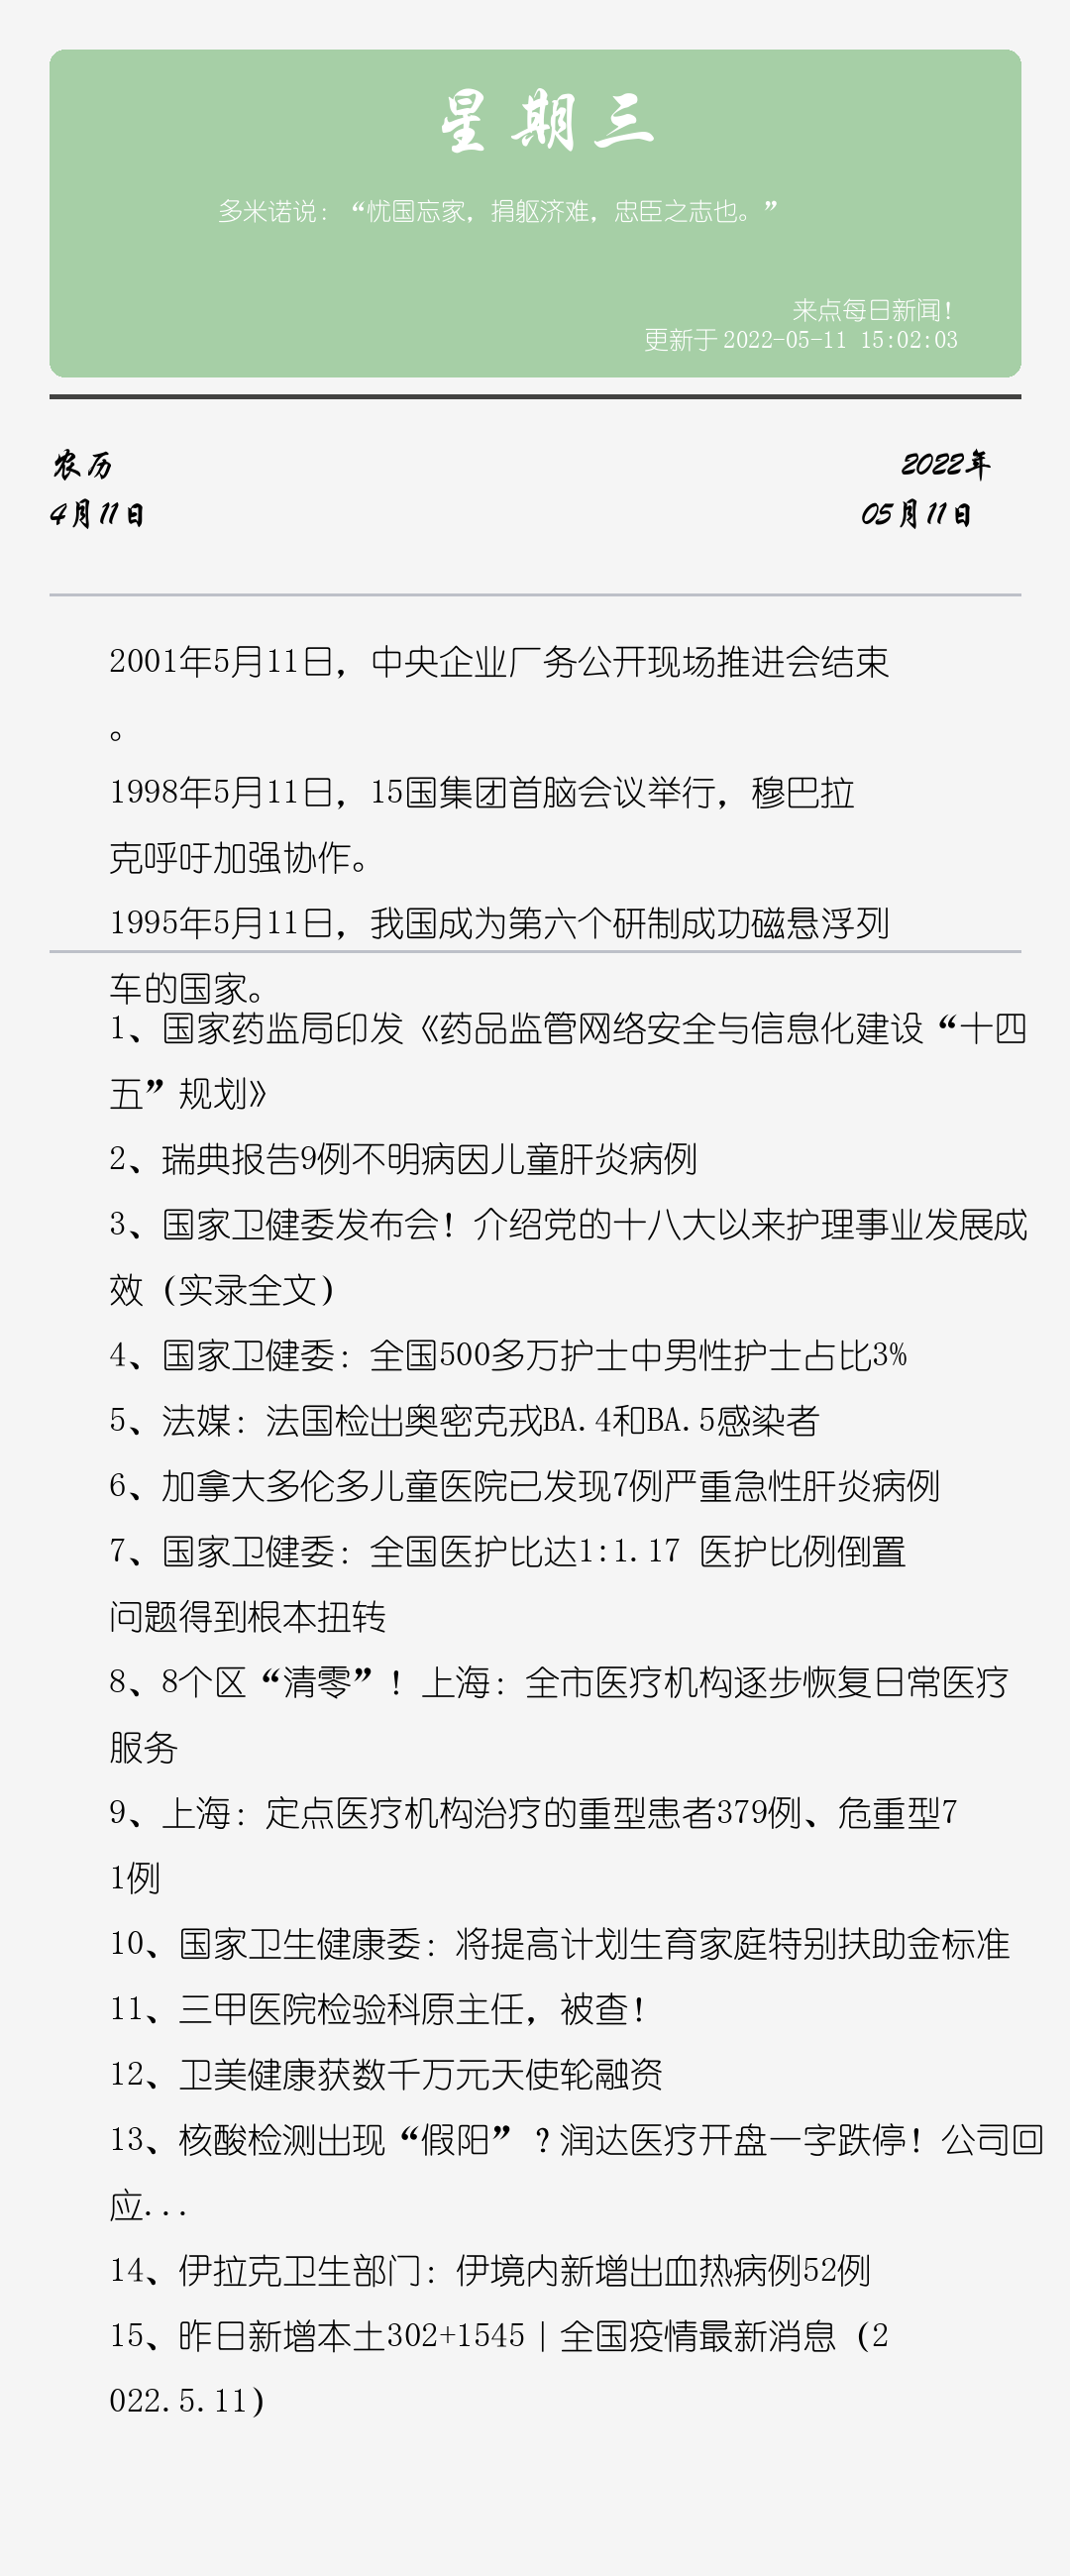 星期三
多米诺说：“忧国忘家，捐躯济难，忠臣之志也。”
来点每日新闻！
更新于2022-05-11 15:02:03
农历
2022年
4月11日
05月11日
2001年5月11日，中央企业厂务公开现场推进会结束
。
1998年5月11日，15国集团首脑会议举行，穆巴拉
克呼吁加强协作。
1995年5月11日，我国成为第六个研制成功磁悬浮列
车的国家。
1、国家药监局印发《药品监管网络安全与信息化建设“十四
五”规划》
2、瑞典报告9例不明病因儿童肝炎病例
3、国家卫健委发布会！介绍党的十八大以来护理事业发展成
效（实录全文）
4、国家卫健委：全国500多万护士中男性护士占比3%
5、法媒：法国检出奥密克戎BA.4和BA.5感染者
6、加拿大多伦多儿童医院已发现7例严重急性肝炎病例
7、国家卫健委：全国医护比达1:1.17 医护比例倒置
问题得到根本扭转
8、8个区“清零”！上海：全市医疗机构逐步恢复日常医疗
服务
9、上海：定点医疗机构治疗的重型患者379例、危重型7
1例
10、国家卫生健康委：将提高计划生育家庭特别扶助金标准
11、三甲医院检验科原主任，被查！
12、卫美健康获数千万元天使轮融资
13、核酸检测出现“假阳”？润达医疗开盘一字跌停！公司回
应...
14、伊拉克卫生部门：伊境内新增出血热病例52例
15、昨日新增本土302+1545｜全国疫情最新消息（2
022.5.11）